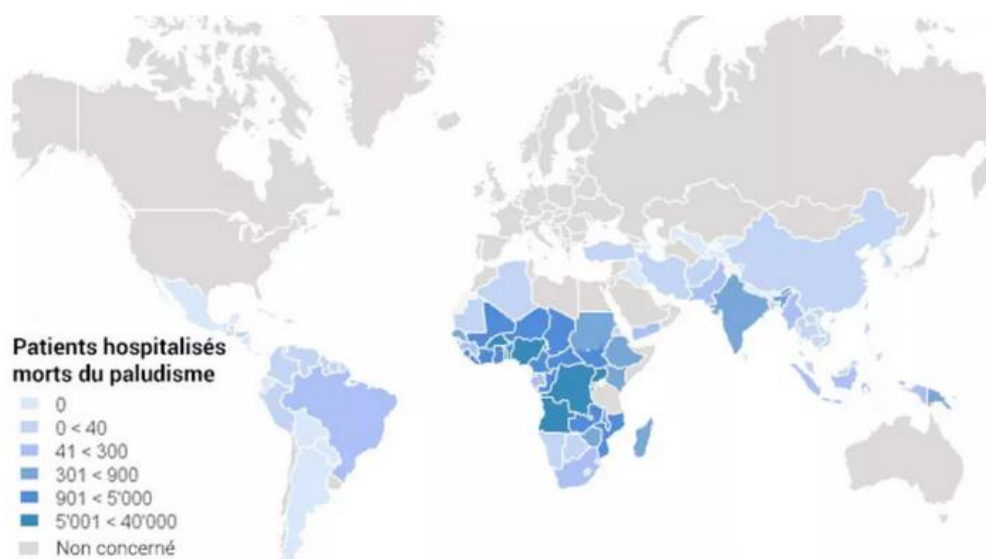 Patients hospitalisés
morts du paludisme
0
0 < 40
41 < 300
301 < 900
901 < 5'000
5'001 < 40'000
Non concerné